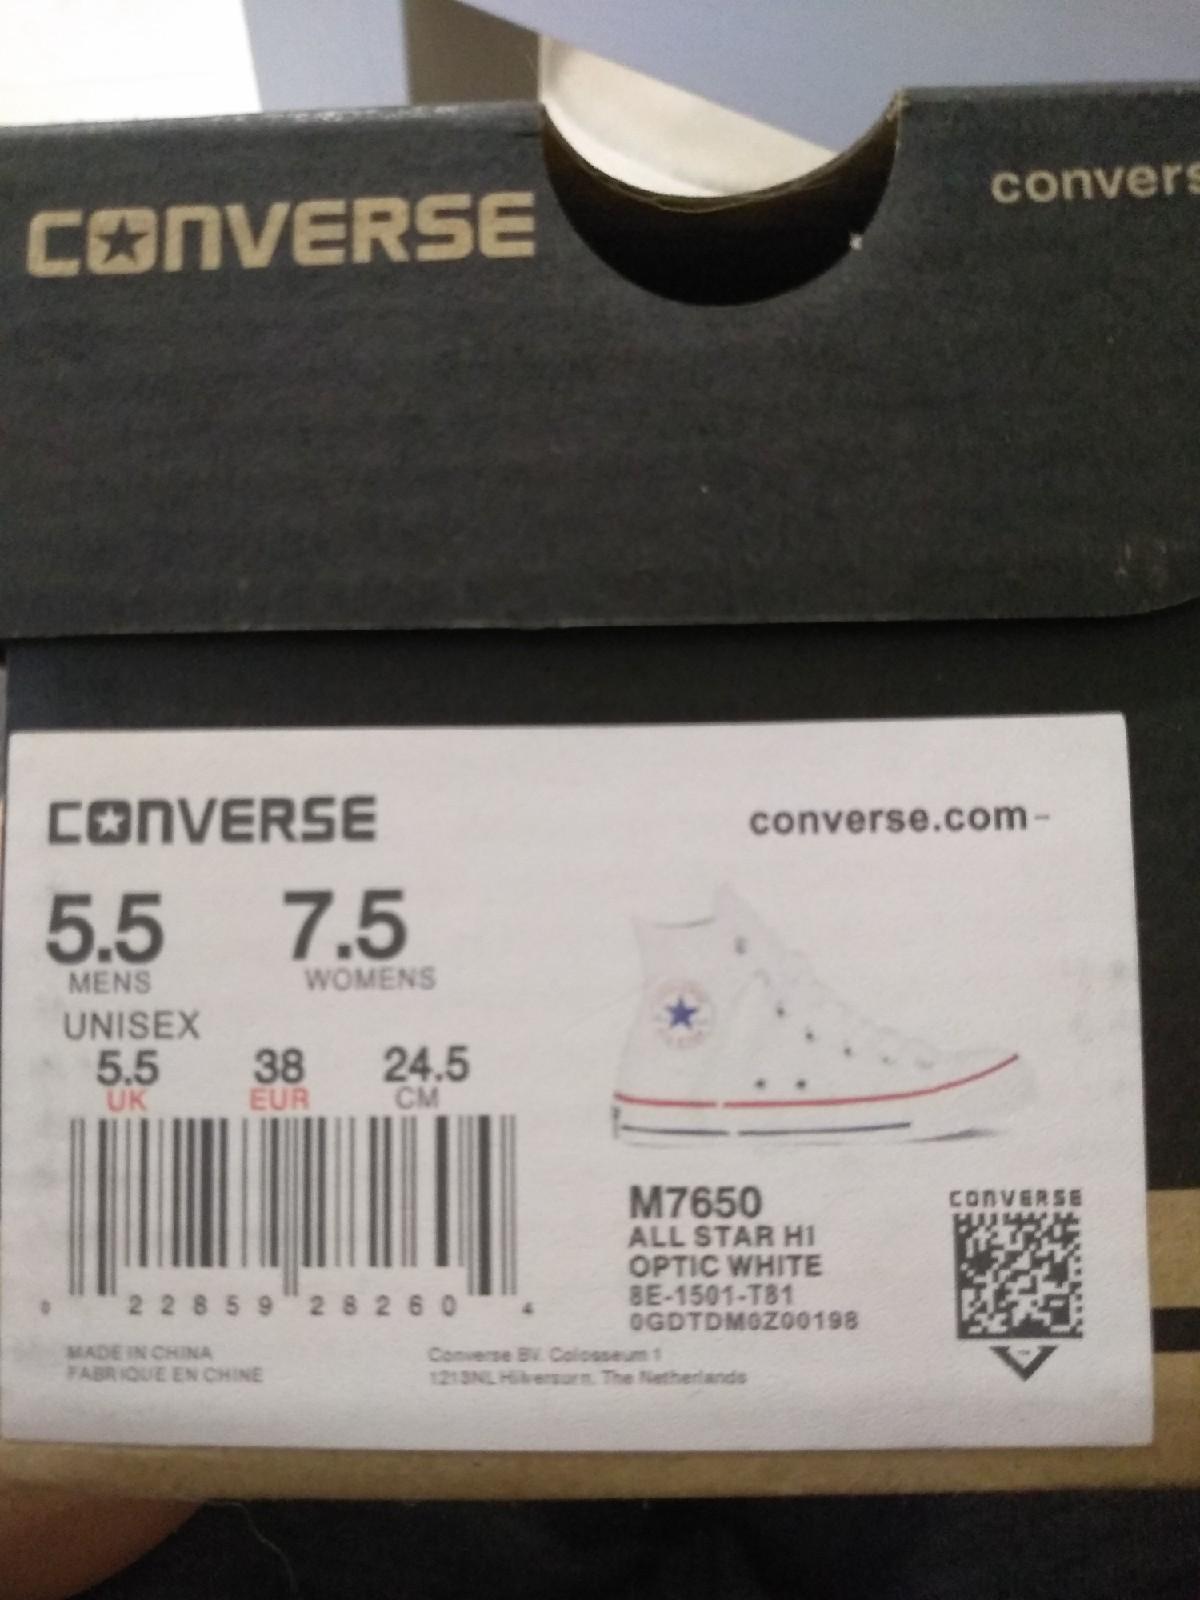 CONVERSE
convers
CONVERSE
converse.com
5.5 7.5
MENS WOMENS
UNISEX
5.5 38 24.5
UK EUR CM
0 22859 28260 4
MADE IN CHINA
FABRIQUE EN CHINE
Converse BV. Colosseum 1
1213NL Hilversum, The Netherlands
M7650
ALL STAR HI
OPTIC WHITE
8E-1501-T81
0GDTDM0Z00198
CONVERSE